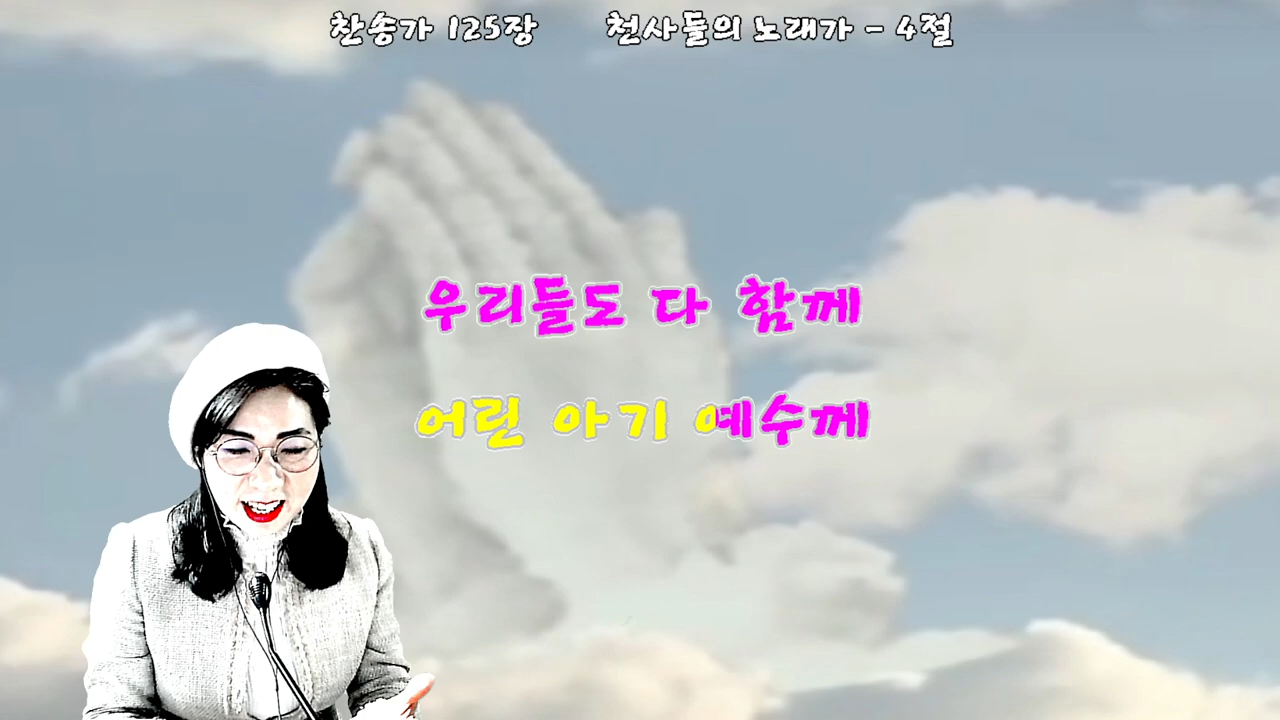 찬송가 125장 천사들의 노래가 - 4절
우리들도 다 함께
어린 아기 예수께